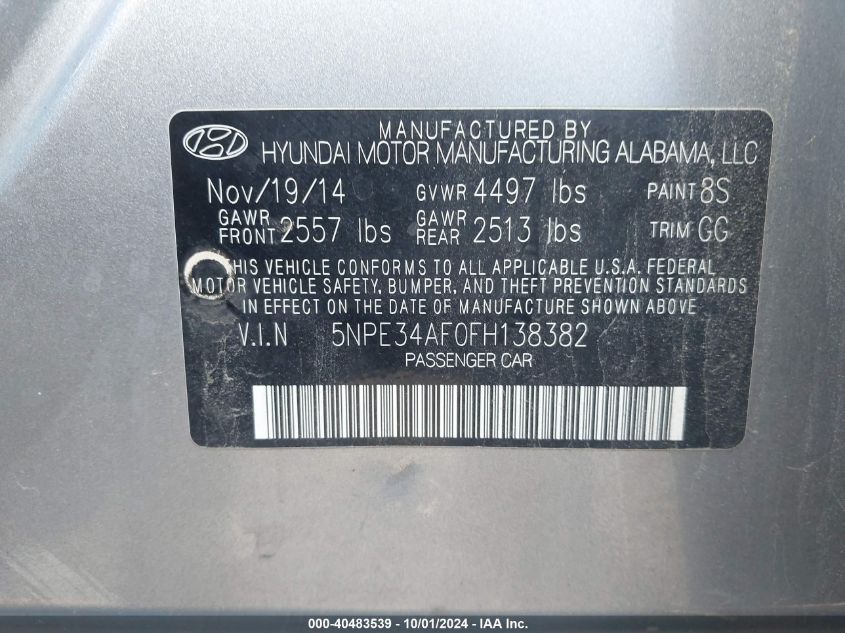 MANUFACTURED BY
HYUNDAI MOTOR MANUFACTURING ALABAMA, LLC
Nov/19/14 GVWR 4497 lbs PAINT 8S
GAWR FRONT 2557 lbs GAWR REAR 2513 lbs TRIM GG
THIS VEHICLE CONFORMS TO ALL APPLICABLE U.S.A. FEDERAL
MOTOR VEHICLE SAFETY, BUMPER, AND THEFT PREVENTION STANDARDS
IN EFFECT ON THE DATE OF MANUFACTURE SHOWN ABOVE
V.I.N 5NPE34AF0FH138382
PASSENGER CAR
000-40483539 - 10/01/2024 - IAA Inc.